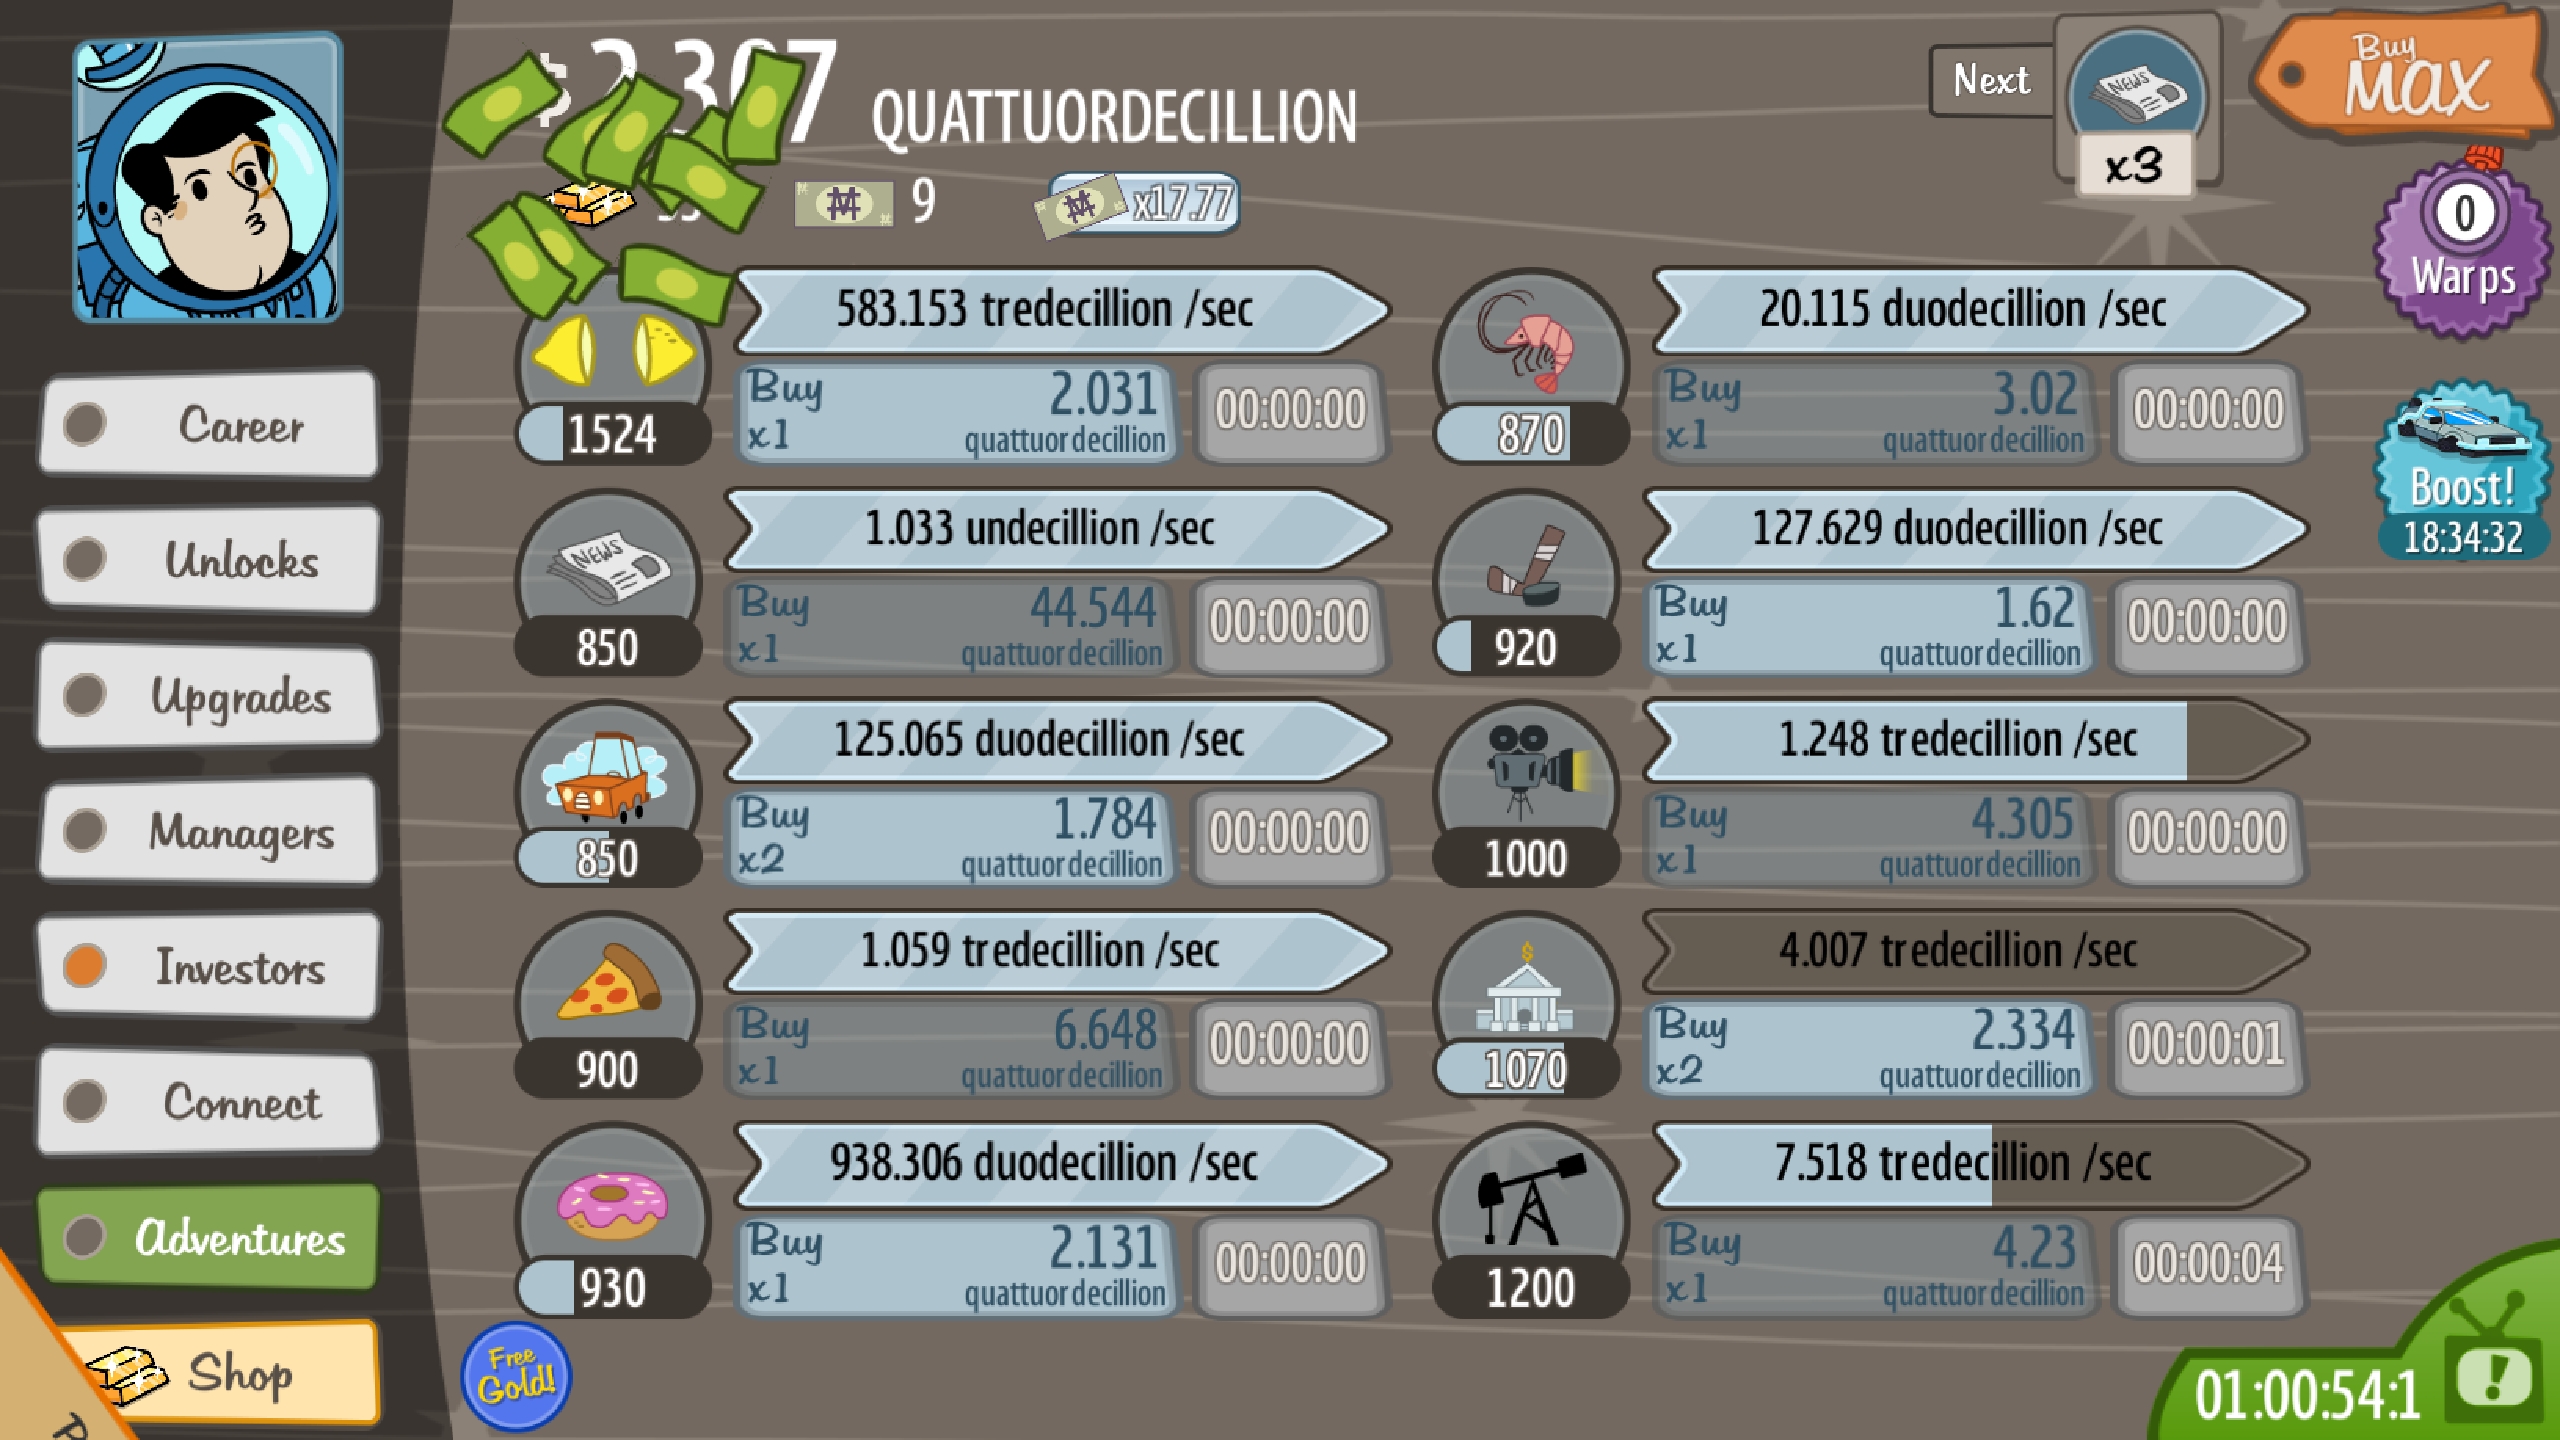 QUATTUORDECILLION
9
x17.77
Next
NEWS
x3
Buy
MAX
0
Warps
Boost!
18:34:32
Career
Unlocks
Upgrades
Managers
Investors
Connect
Adventures
Shop
583.153 tredecillion /sec
1524
Buy
x1
2.031
quattuordecillion
00:00:00
20.115 duodecillion /sec
870
Buy
x1
3.02
quattuordecillion
00:00:00
NEWS
1.033 undecillion /sec
850
Buy
x1
44.544
quattuordecillion
00:00:00
127.629 duodecillion /sec
920
Buy
x1
1.62
quattuordecillion
00:00:00
125.065 duodecillion /sec
850
Buy
x2
1.784
quattuordecillion
00:00:00
1.248 tredecillion /sec
1000
Buy
x1
4.305
quattuordecillion
00:00:00
1.059 tredecillion /sec
900
Buy
x1
6.648
quattuordecillion
00:00:00
4.007 tredecillion /sec
1070
Buy
x2
2.334
quattuordecillion
00:00:01
938.306 duodecillion /sec
930
Buy
x1
2.131
quattuordecillion
00:00:00
7.518 tredecillion /sec
1200
Buy
x1
4.23
quattuordecillion
00:00:04
Free
Gold!
01:00:54:1